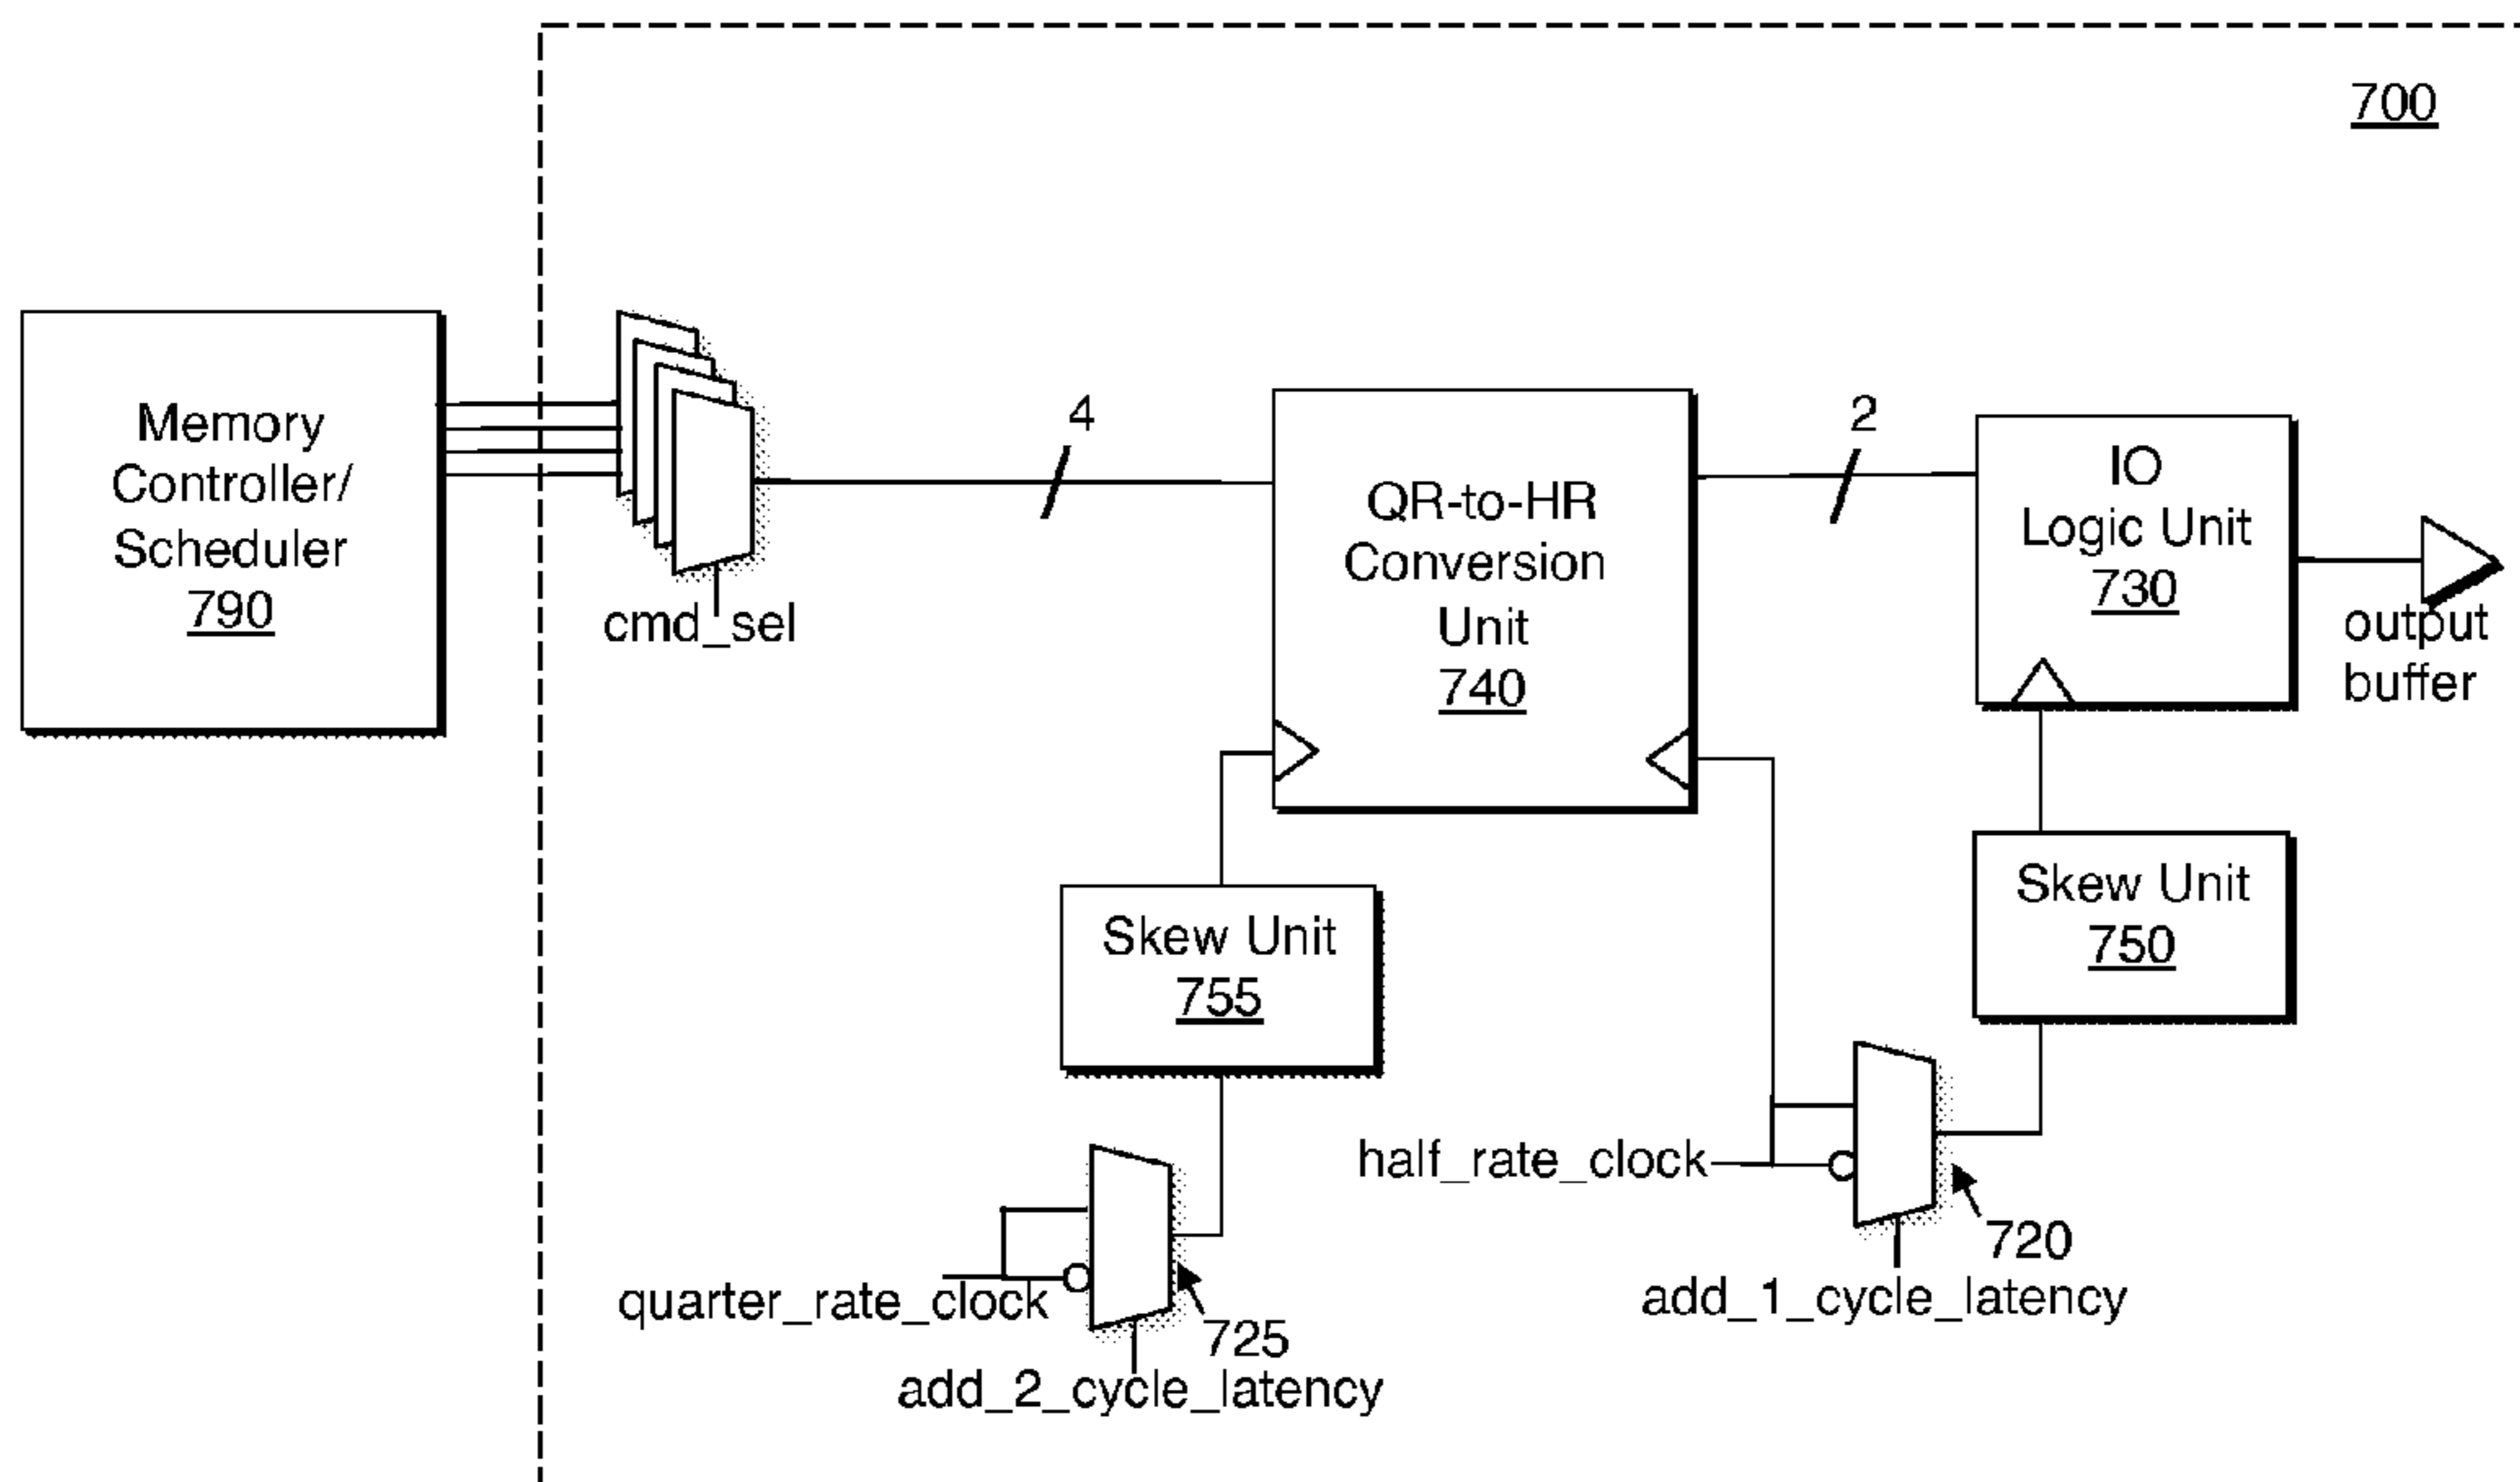 700
Memory
Controller/
Scheduler
790
cmd_sel
4
QR-to-HR
Conversion
Unit
740
2
IO
Logic Unit
730
output
buffer
Skew Unit
755
Skew Unit
750
half_rate_clock
720
add_1_cycle_latency
quarter_rate_clock
725
add_2_cycle_latency